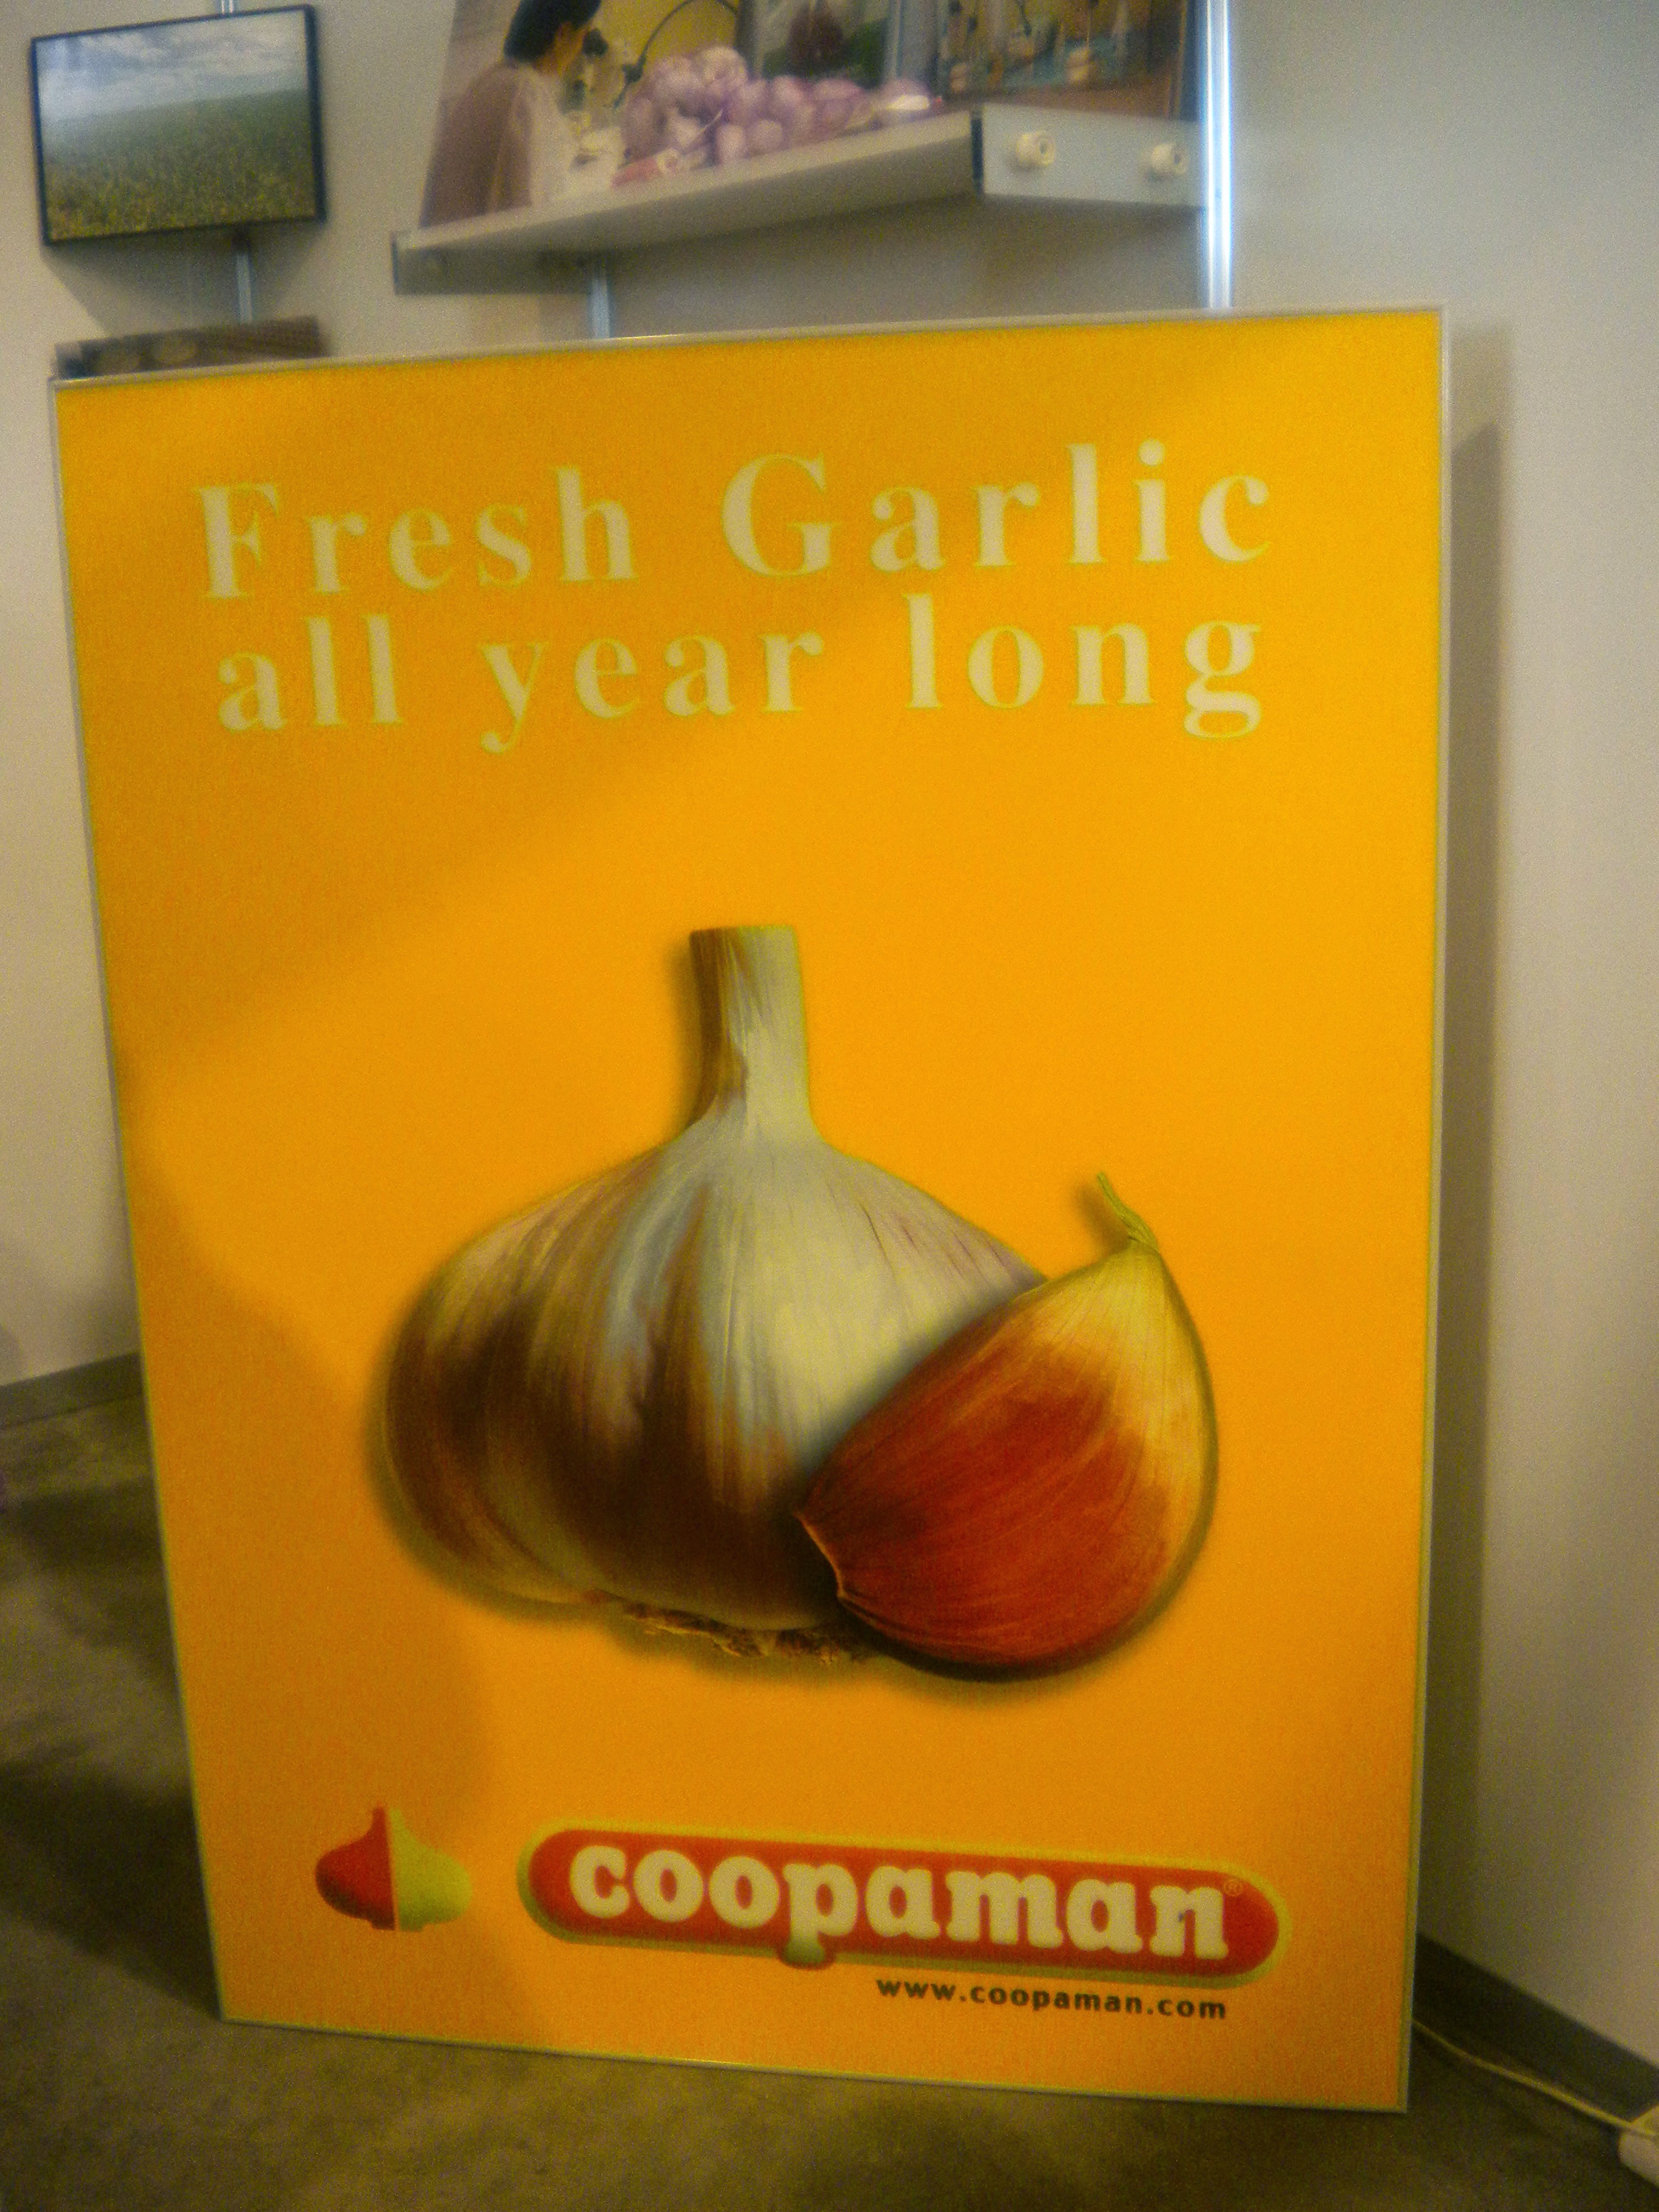 Fresh Garlic
all year long
coopaman®
www.coopaman.com